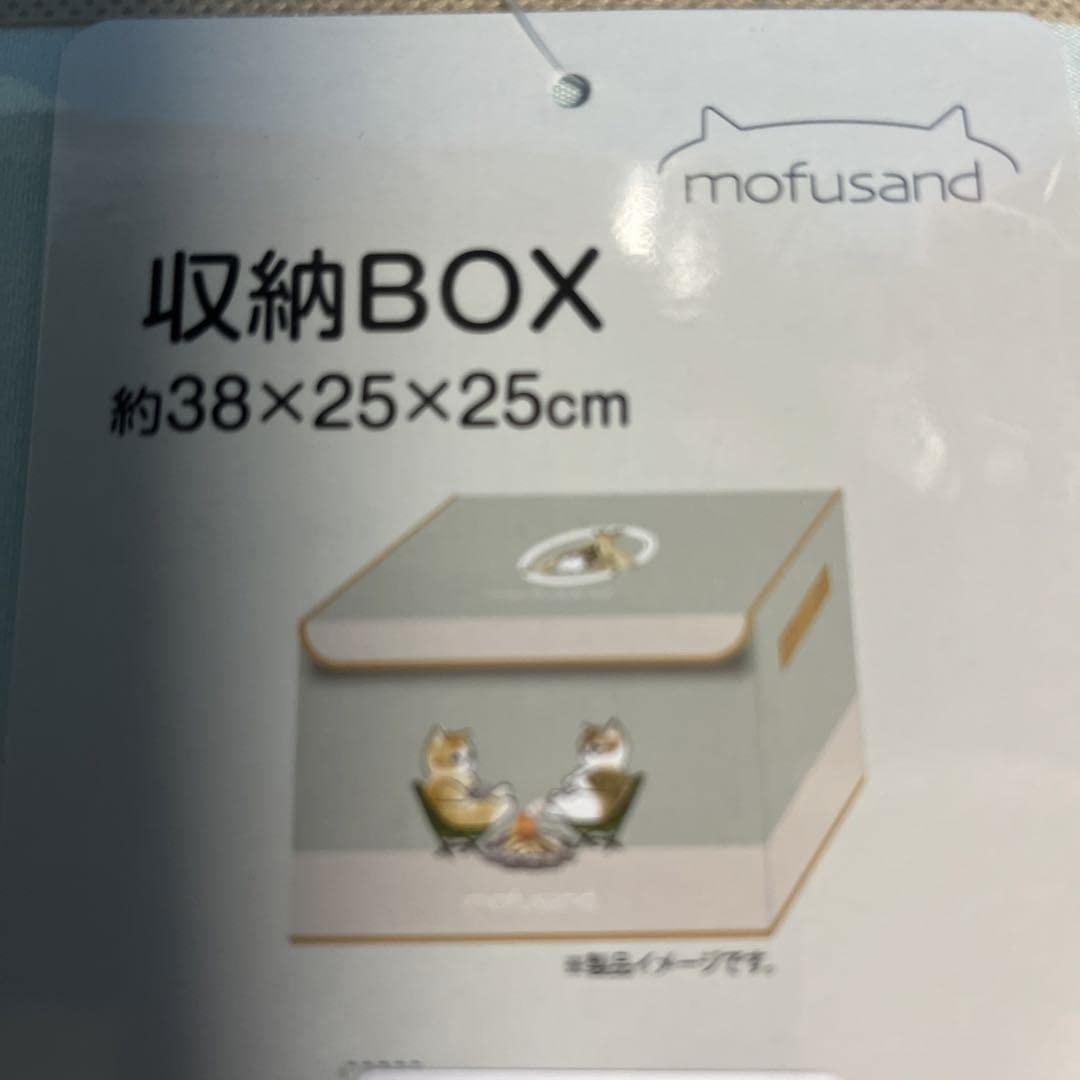 mofusand
収納BOX
約38×25×25cm
mofusand
※製品イメージです。